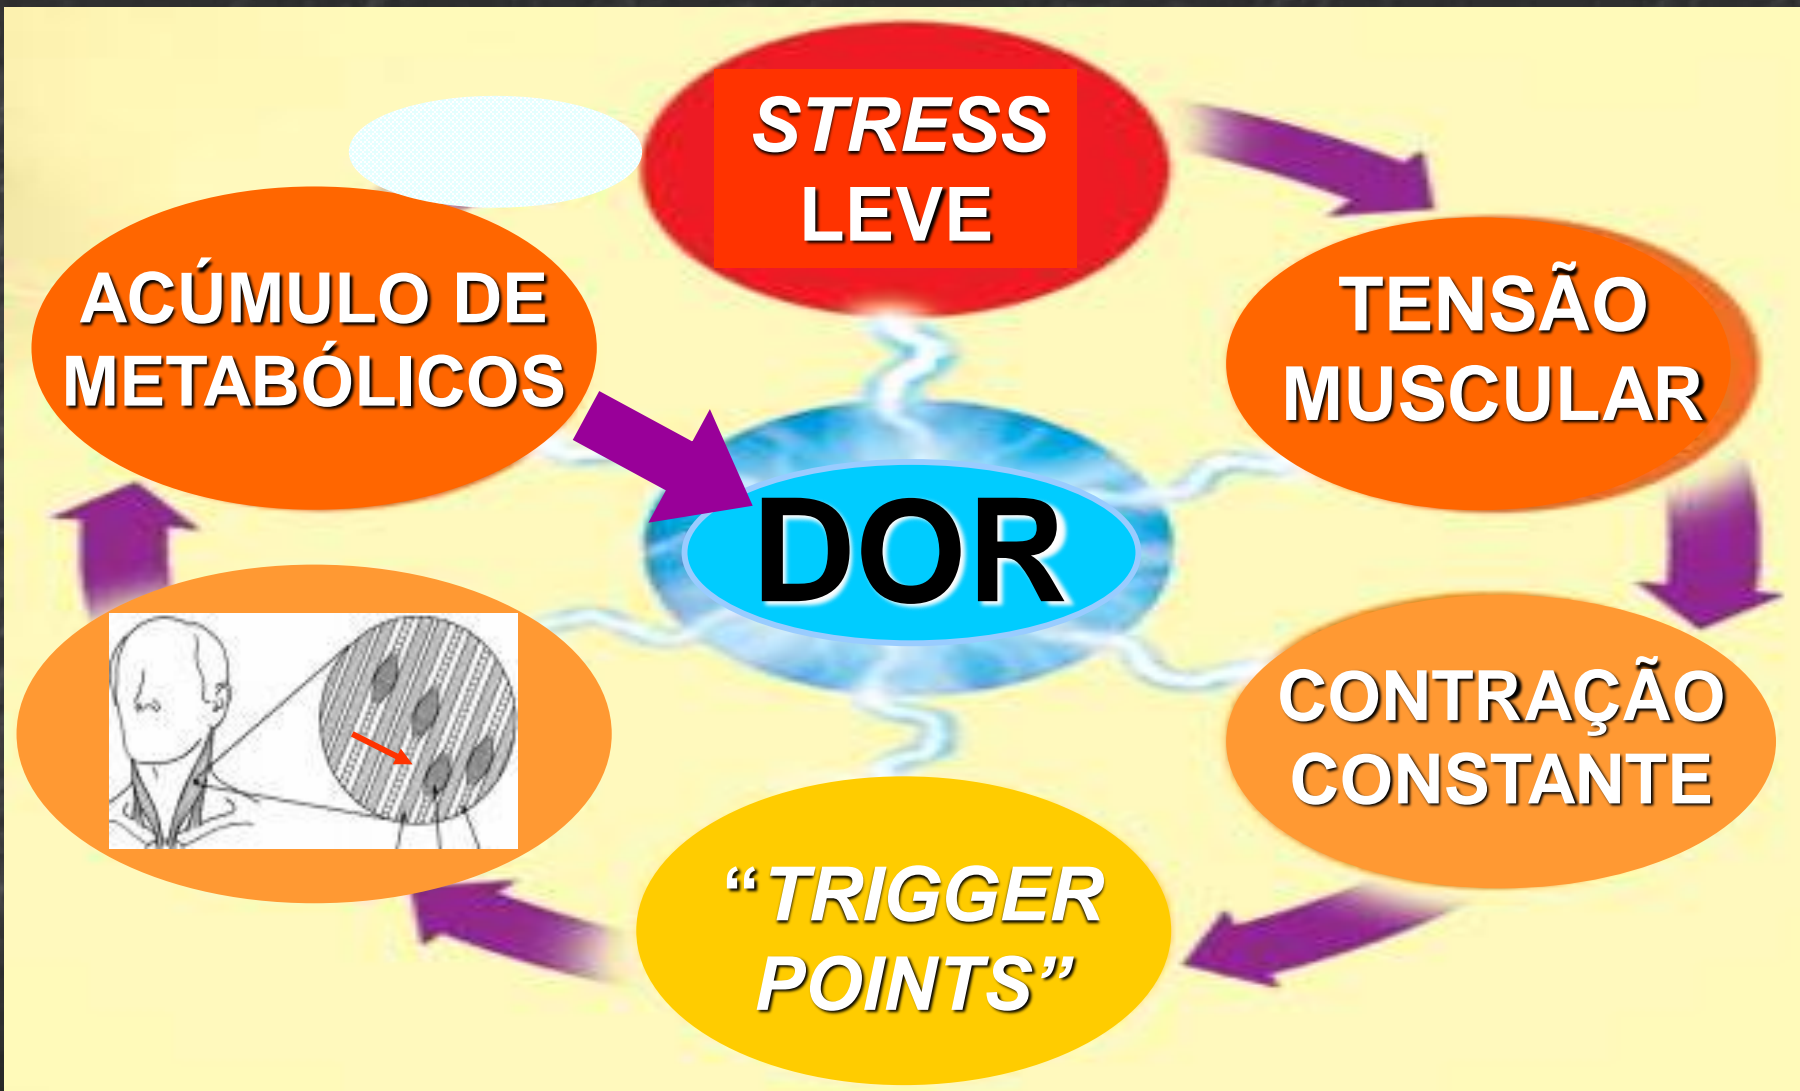 STRESS
LEVE
TENSÃO
MUSCULAR
CONTRAÇÃO
CONSTANTE
“TRIGGER
POINTS”
ACÚMULO DE
METABÓLICOS
DOR